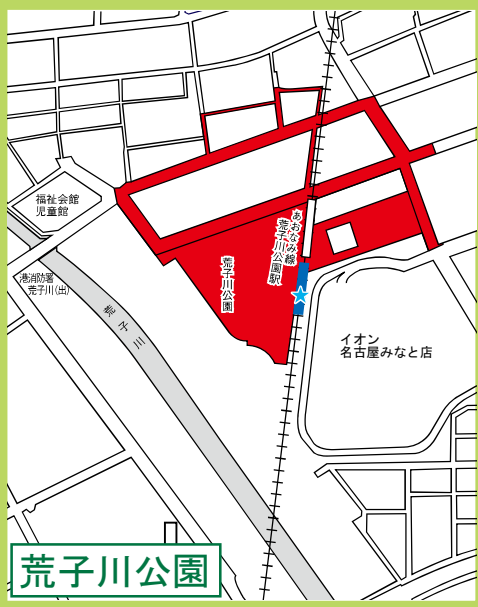 福祉会館
児童館
あおなみ線
荒子川公園駅
荒子川公園
港消防署
荒子川(出)
荒子川
イオン
名古屋みなと店
荒子川公園